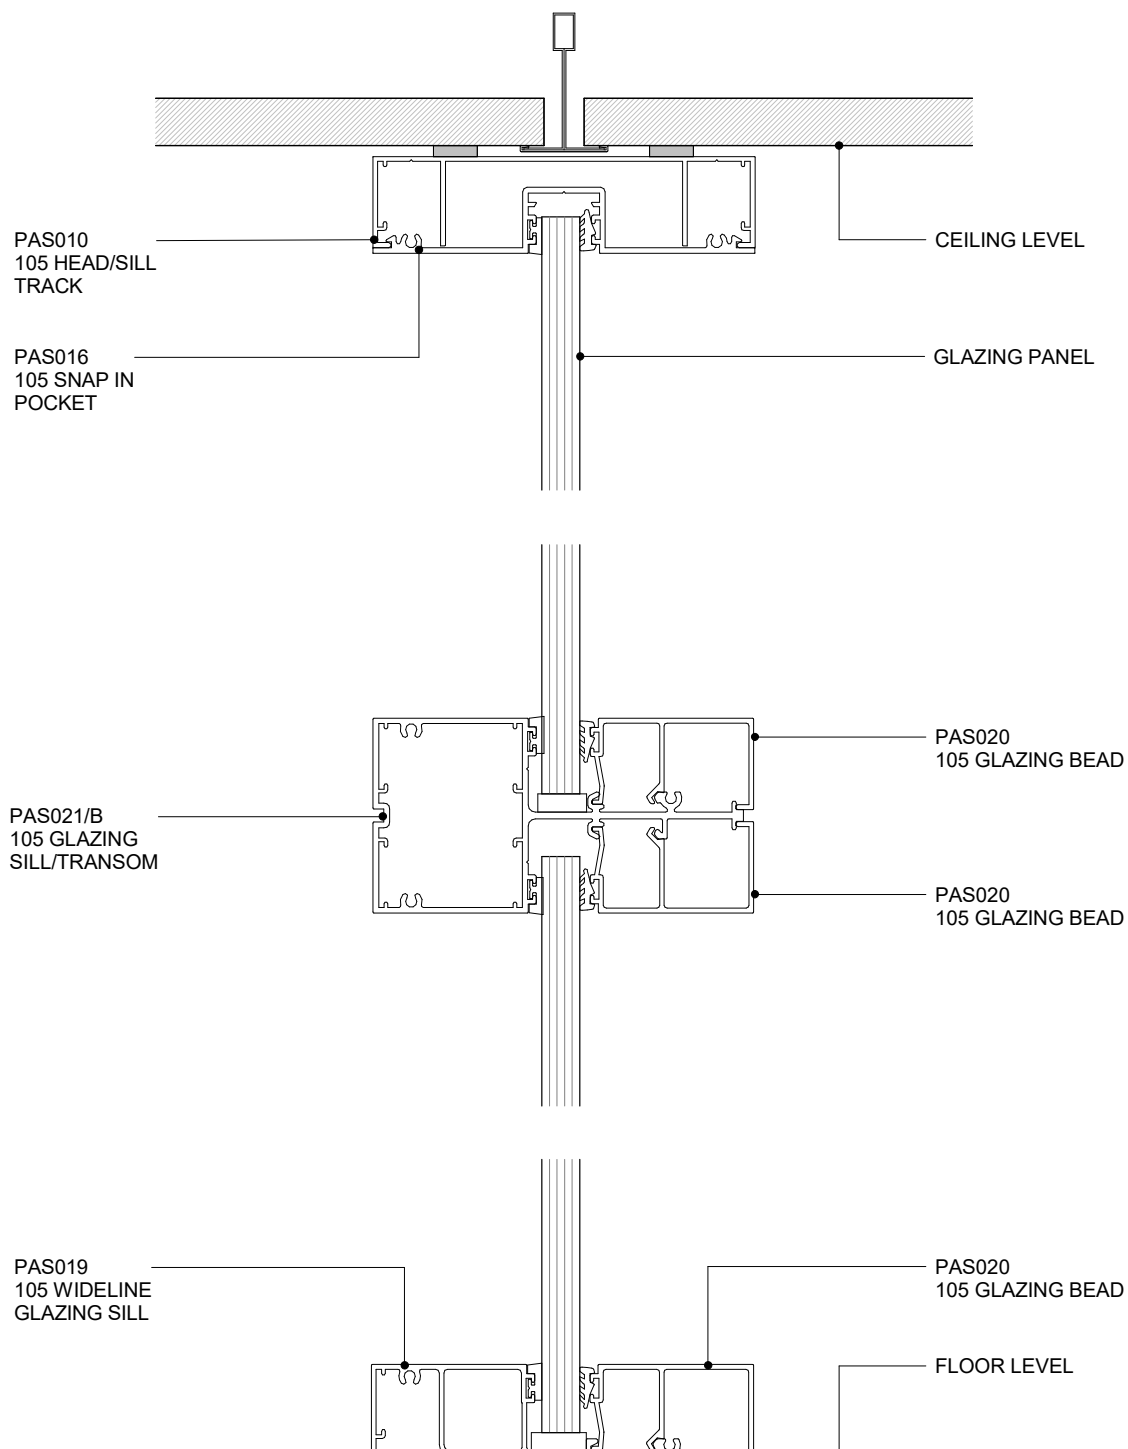 PAS010
105 HEAD/SILL
TRACK
CEILING LEVEL
PAS016
105 SNAP IN
POCKET
GLAZING PANEL
PAS020
105 GLAZING BEAD
PAS021/B
105 GLAZING
SILL/TRANSOM
PAS020
105 GLAZING BEAD
PAS019
105 WIDELINE
GLAZING SILL
PAS020
105 GLAZING BEAD
FLOOR LEVEL